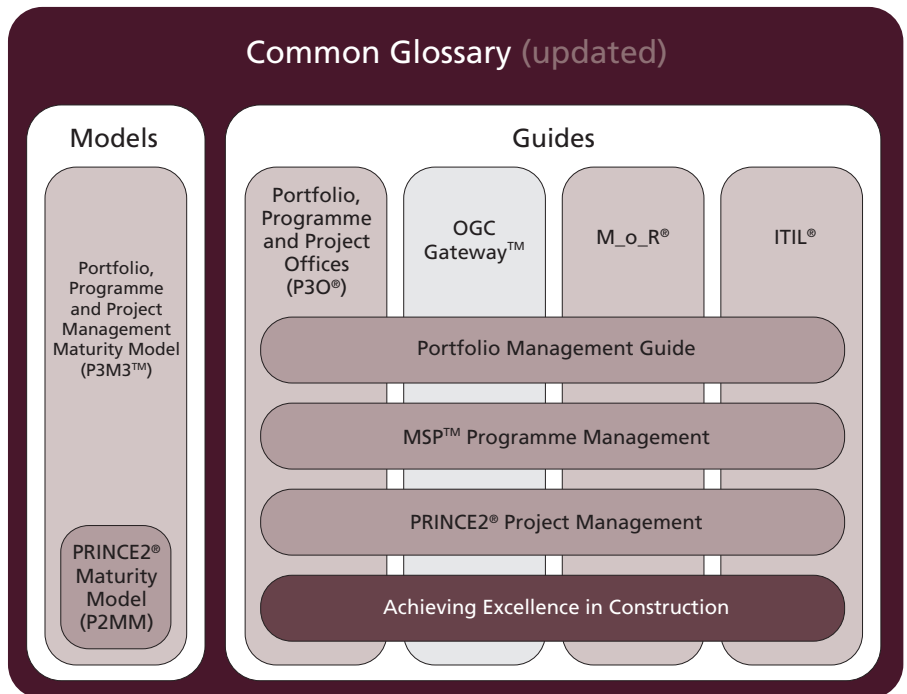 Common Glossary (updated)
Models
Portfolio,
Programme
and Project
Management
Maturity Model
(P3M3™)
PRINCE2®
Maturity
Model
(P2MM)
Guides
Portfolio,
Programme
and Project
Offices
(P3O®)
OGC
Gateway™
M_o_R®
ITIL®
Portfolio Management Guide
MSP™ Programme Management
PRINCE2® Project Management
Achieving Excellence in Construction